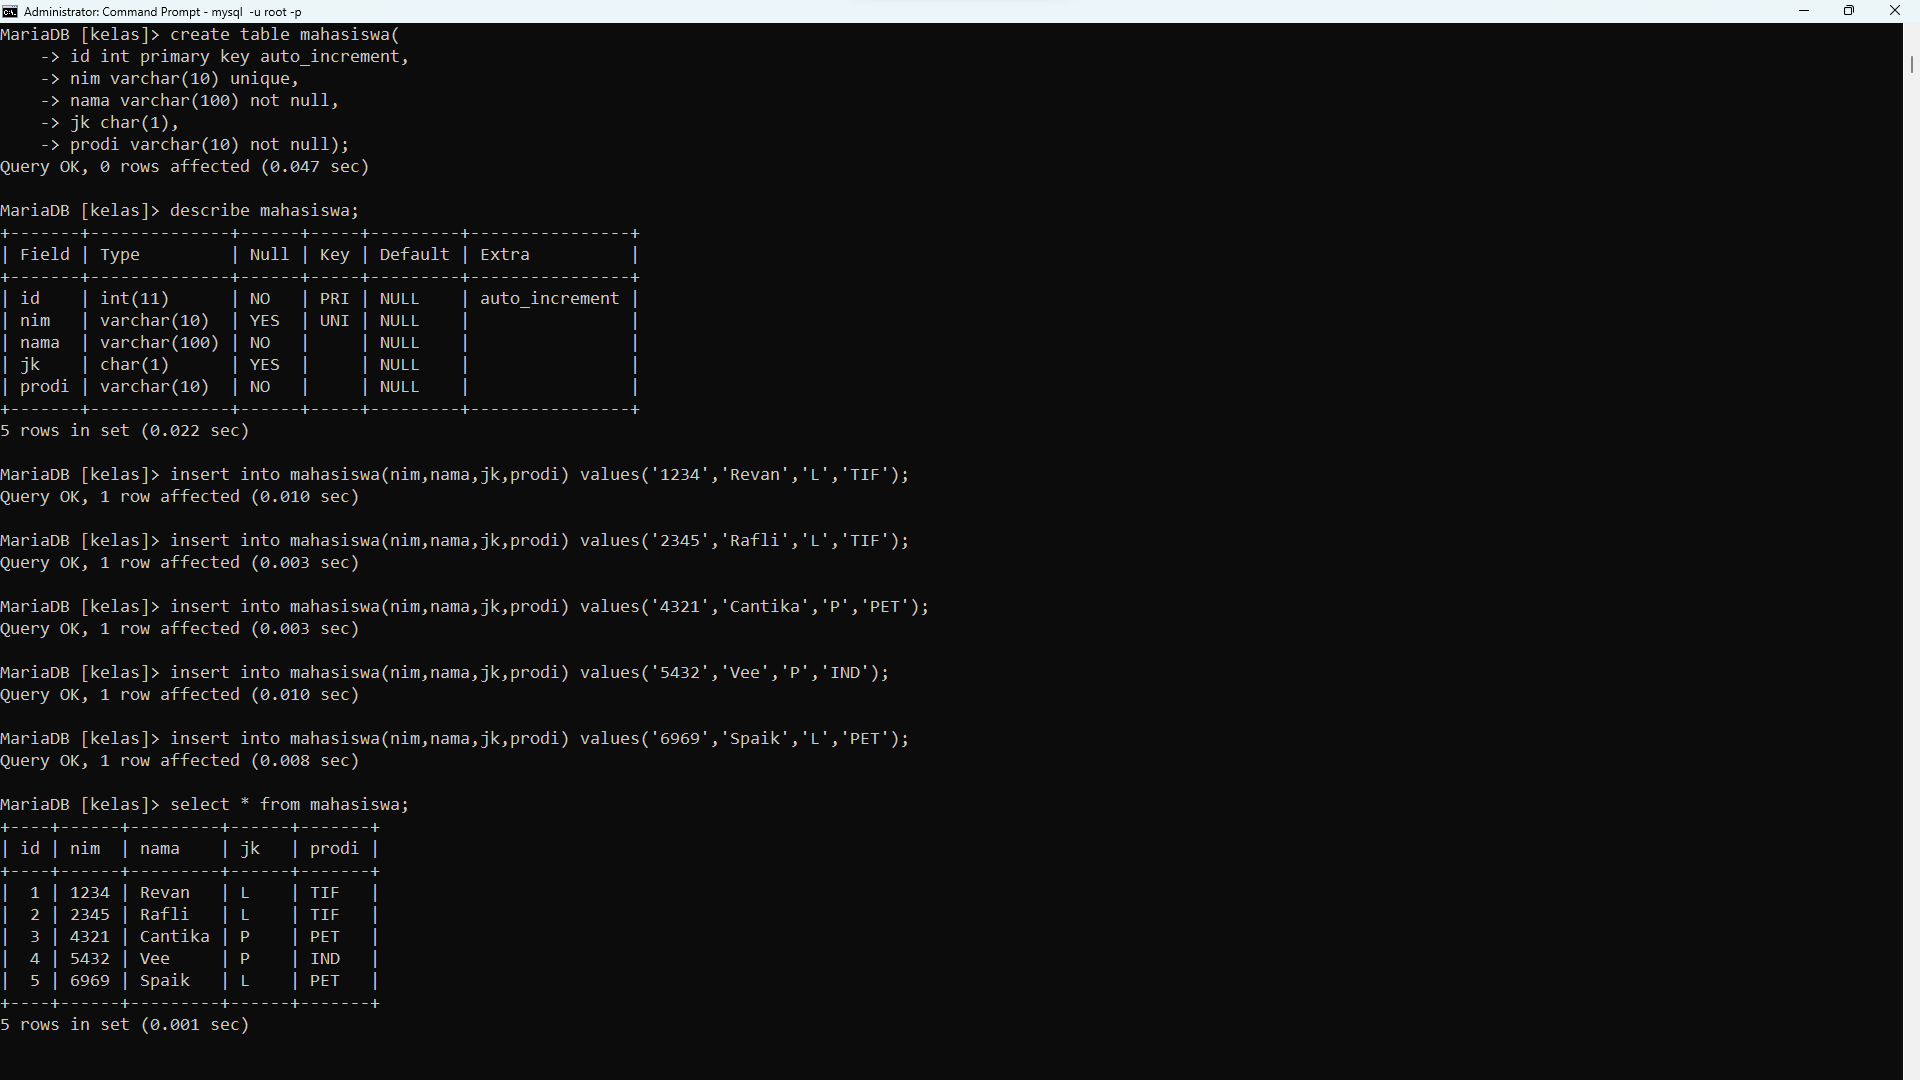 Administrator: Command Prompt - mysql  -u root -p
MariaDB [kelas]> create table mahasiswa(
    -> id int primary key auto_increment,
    -> nim varchar(10) unique,
    -> nama varchar(100) not null,
    -> jk char(1),
    -> prodi varchar(10) not null);
Query OK, 0 rows affected (0.047 sec)

MariaDB [kelas]> describe mahasiswa;
+-------+--------------+------+-----+---------+----------------+
| Field | Type         | Null | Key | Default | Extra          |
+-------+--------------+------+-----+---------+----------------+
| id    | int(11)      | NO   | PRI | NULL    | auto_increment |
| nim   | varchar(10)  | YES  | UNI | NULL    |                |
| nama  | varchar(100) | NO   |     | NULL    |                |
| jk    | char(1)      | YES  |     | NULL    |                |
| prodi | varchar(10)  | NO   |     | NULL    |                |
+-------+--------------+------+-----+---------+----------------+
5 rows in set (0.022 sec)

MariaDB [kelas]> insert into mahasiswa(nim,nama,jk,prodi) values('1234','Revan','L','TIF');
Query OK, 1 row affected (0.010 sec)

MariaDB [kelas]> insert into mahasiswa(nim,nama,jk,prodi) values('2345','Rafli','L','TIF');
Query OK, 1 row affected (0.003 sec)

MariaDB [kelas]> insert into mahasiswa(nim,nama,jk,prodi) values('4321','Cantika','P','PET');
Query OK, 1 row affected (0.003 sec)

MariaDB [kelas]> insert into mahasiswa(nim,nama,jk,prodi) values('5432','Vee','P','IND');
Query OK, 1 row affected (0.010 sec)

MariaDB [kelas]> insert into mahasiswa(nim,nama,jk,prodi) values('6969','Spaik','L','PET');
Query OK, 1 row affected (0.008 sec)

MariaDB [kelas]> select * from mahasiswa;
+----+------+---------+------+-------+
| id | nim  | nama    | jk   | prodi |
+----+------+---------+------+-------+
|  1 | 1234 | Revan   | L    | TIF   |
|  2 | 2345 | Rafli   | L    | TIF   |
|  3 | 4321 | Cantika | P    | PET   |
|  4 | 5432 | Vee     | P    | IND   |
|  5 | 6969 | Spaik   | L    | PET   |
+----+------+---------+------+-------+
5 rows in set (0.001 sec)